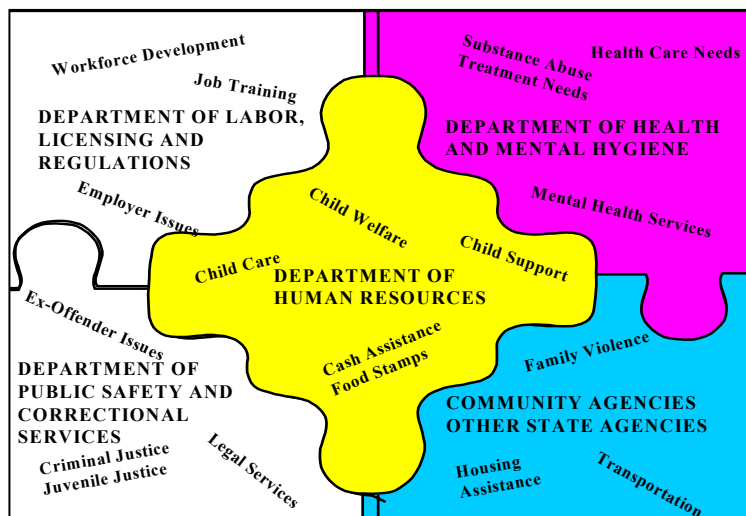 Workforce Development
Job Training
DEPARTMENT OF LABOR,
LICENSING AND
REGULATIONS
Employer Issues
Substance Abuse
Treatment Needs
Health Care Needs
DEPARTMENT OF HEALTH
AND MENTAL HYGIENE
Mental Health Services
Child Welfare
Child Care
Child Support
DEPARTMENT OF
HUMAN RESOURCES
Cash Assistance
Food Stamps
Ex-Offender Issues
DEPARTMENT OF
PUBLIC SAFETY AND
CORRECTIONAL
SERVICES
Criminal Justice
Juvenile Justice
Legal Services
Family Violence
COMMUNITY AGENCIES
OTHER STATE AGENCIES
Housing
Assistance
Transportation